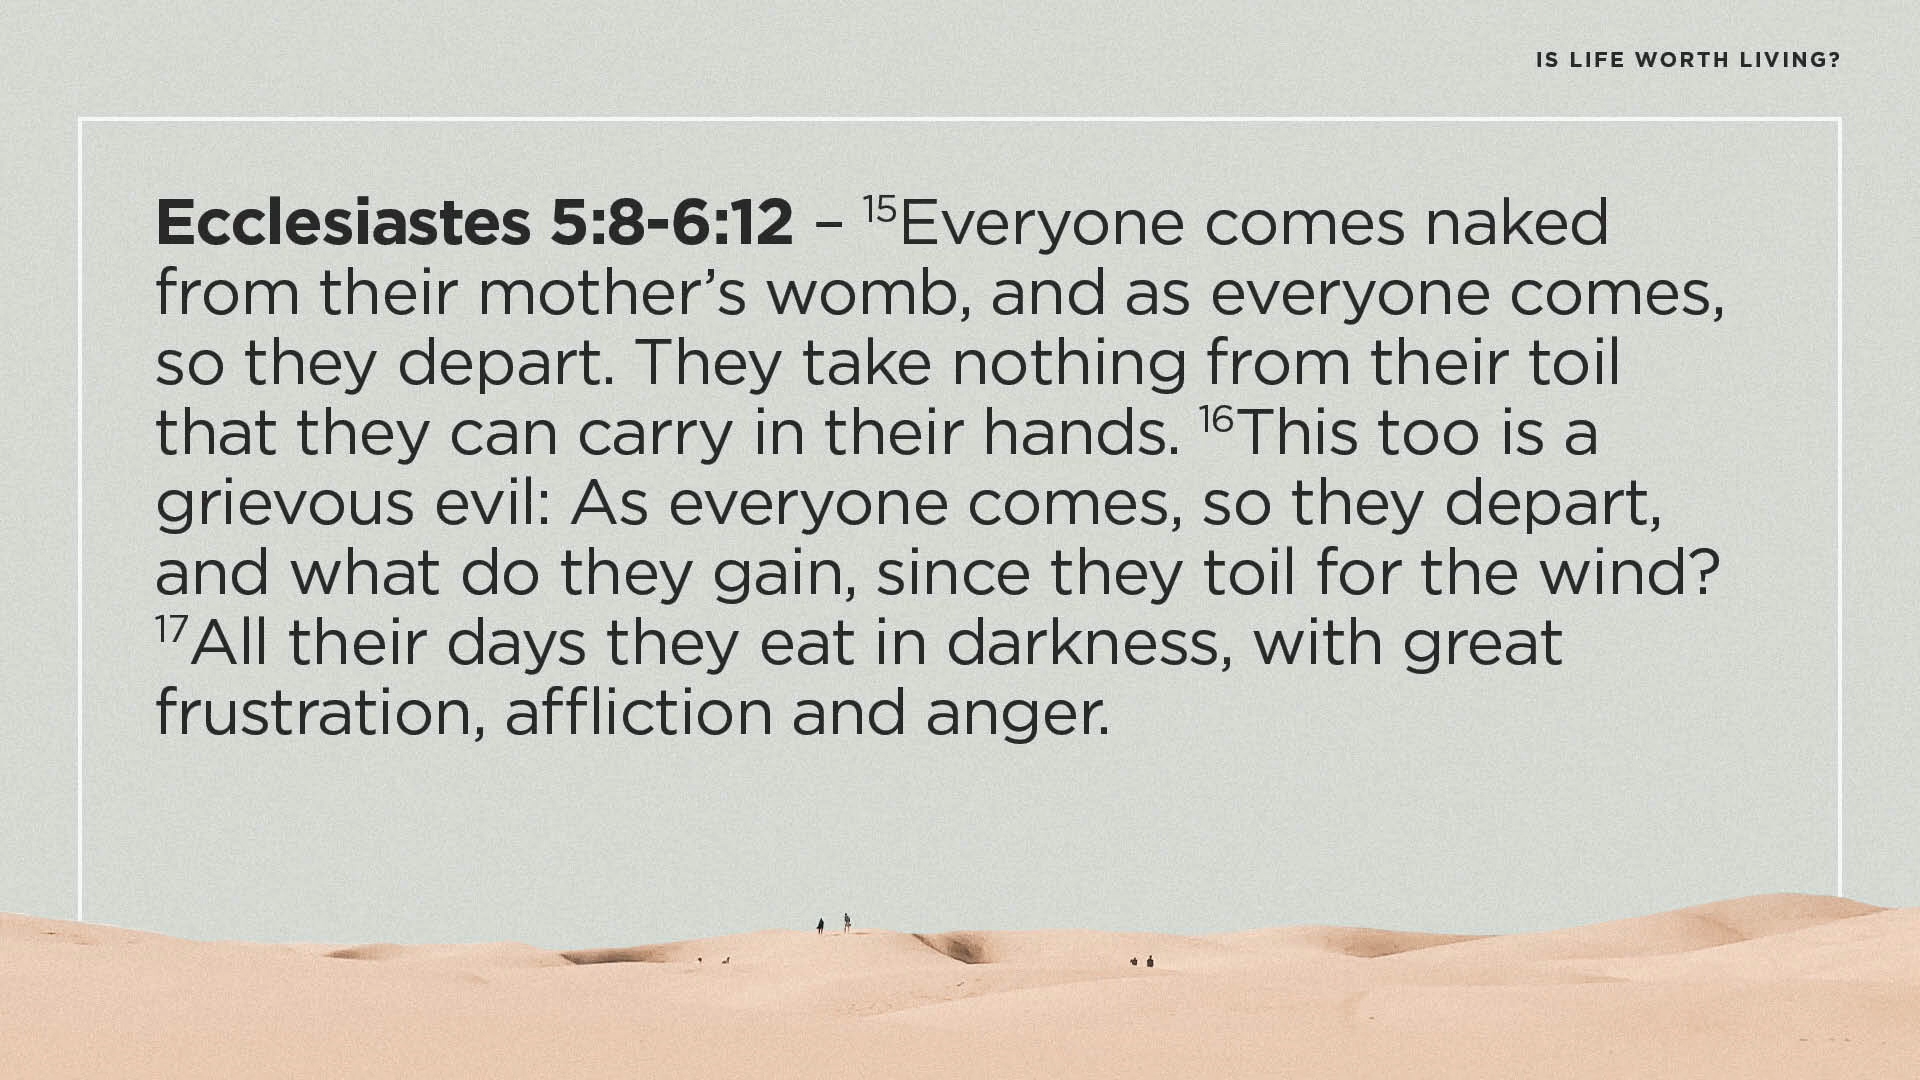 IS LIFE WORTH LIVING?
Ecclesiastes 5:8-6:12 – ¹⁵Everyone comes naked
from their mother’s womb, and as everyone comes,
so they depart. They take nothing from their toil
that they can carry in their hands. ¹⁶This too is a
grievous evil: As everyone comes, so they depart,
and what do they gain, since they toil for the wind?
¹⁷All their days they eat in darkness, with great
frustration, affliction and anger.